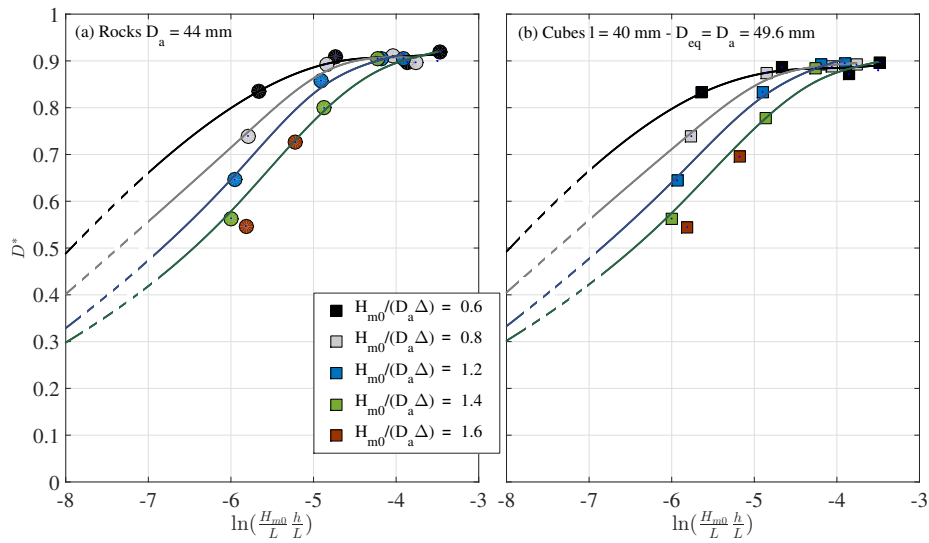 (a) Rocks D_a = 44 mm
(b) Cubes l = 40 mm - D_eq = D_a = 49.6 mm
1
0.9
0.8
0.7
0.6
0.5
0.4
0.3
0.2
0.1
0
D*
H_m0/(D_a Δ) = 0.6
H_m0/(D_a Δ) = 0.8
H_m0/(D_a Δ) = 1.2
H_m0/(D_a Δ) = 1.4
H_m0/(D_a Δ) = 1.6
-8 -7 -6 -5 -4 -3
-8 -7 -6 -5 -4 -3
ln(H_m0/L h/L)
ln(H_m0/L h/L)